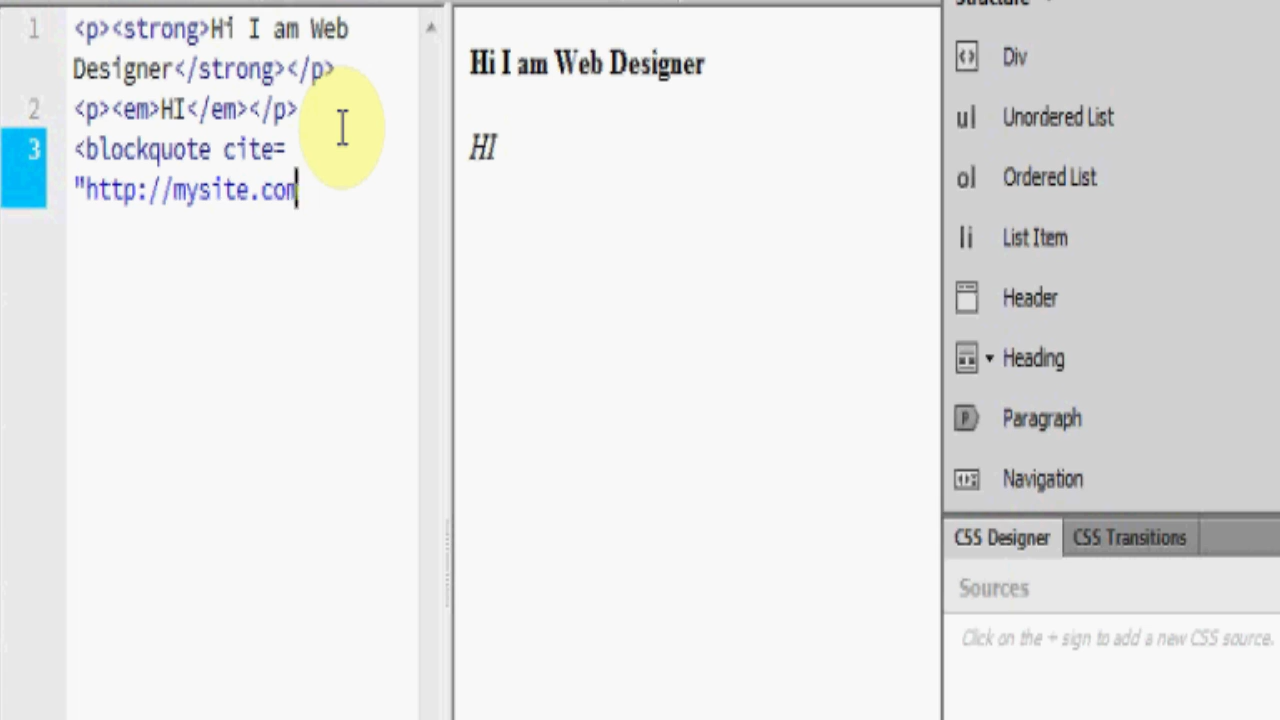 1 <p><strong>Hi I am Web
Designer</strong></p>
2 <p><em>HI</em></p>
3 <blockquote cite=
"http://mysite.com
Hi I am Web Designer
HI
Structure
Div
ul Unordered List
ol Ordered List
li List Item
Header
Heading
P Paragraph
Navigation
CSS Designer CSS Transitions
Sources
Click on the + sign to add a new CSS source.